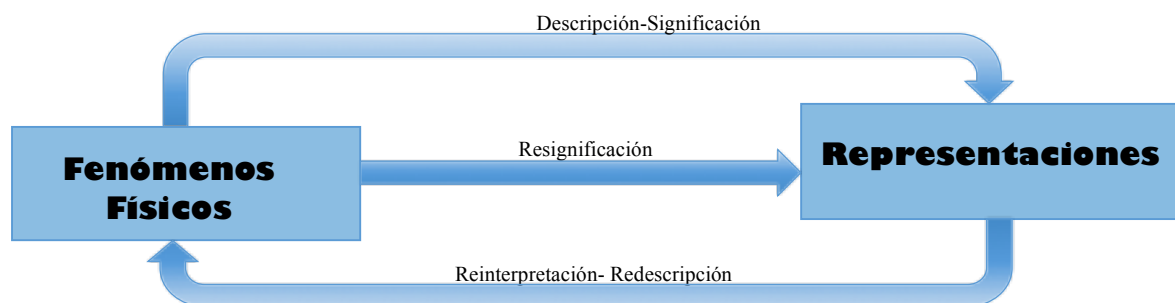 Descripción-Significación
Resignificación
Fenómenos
Físicos
Representaciones
Reinterpretación- Redescripción